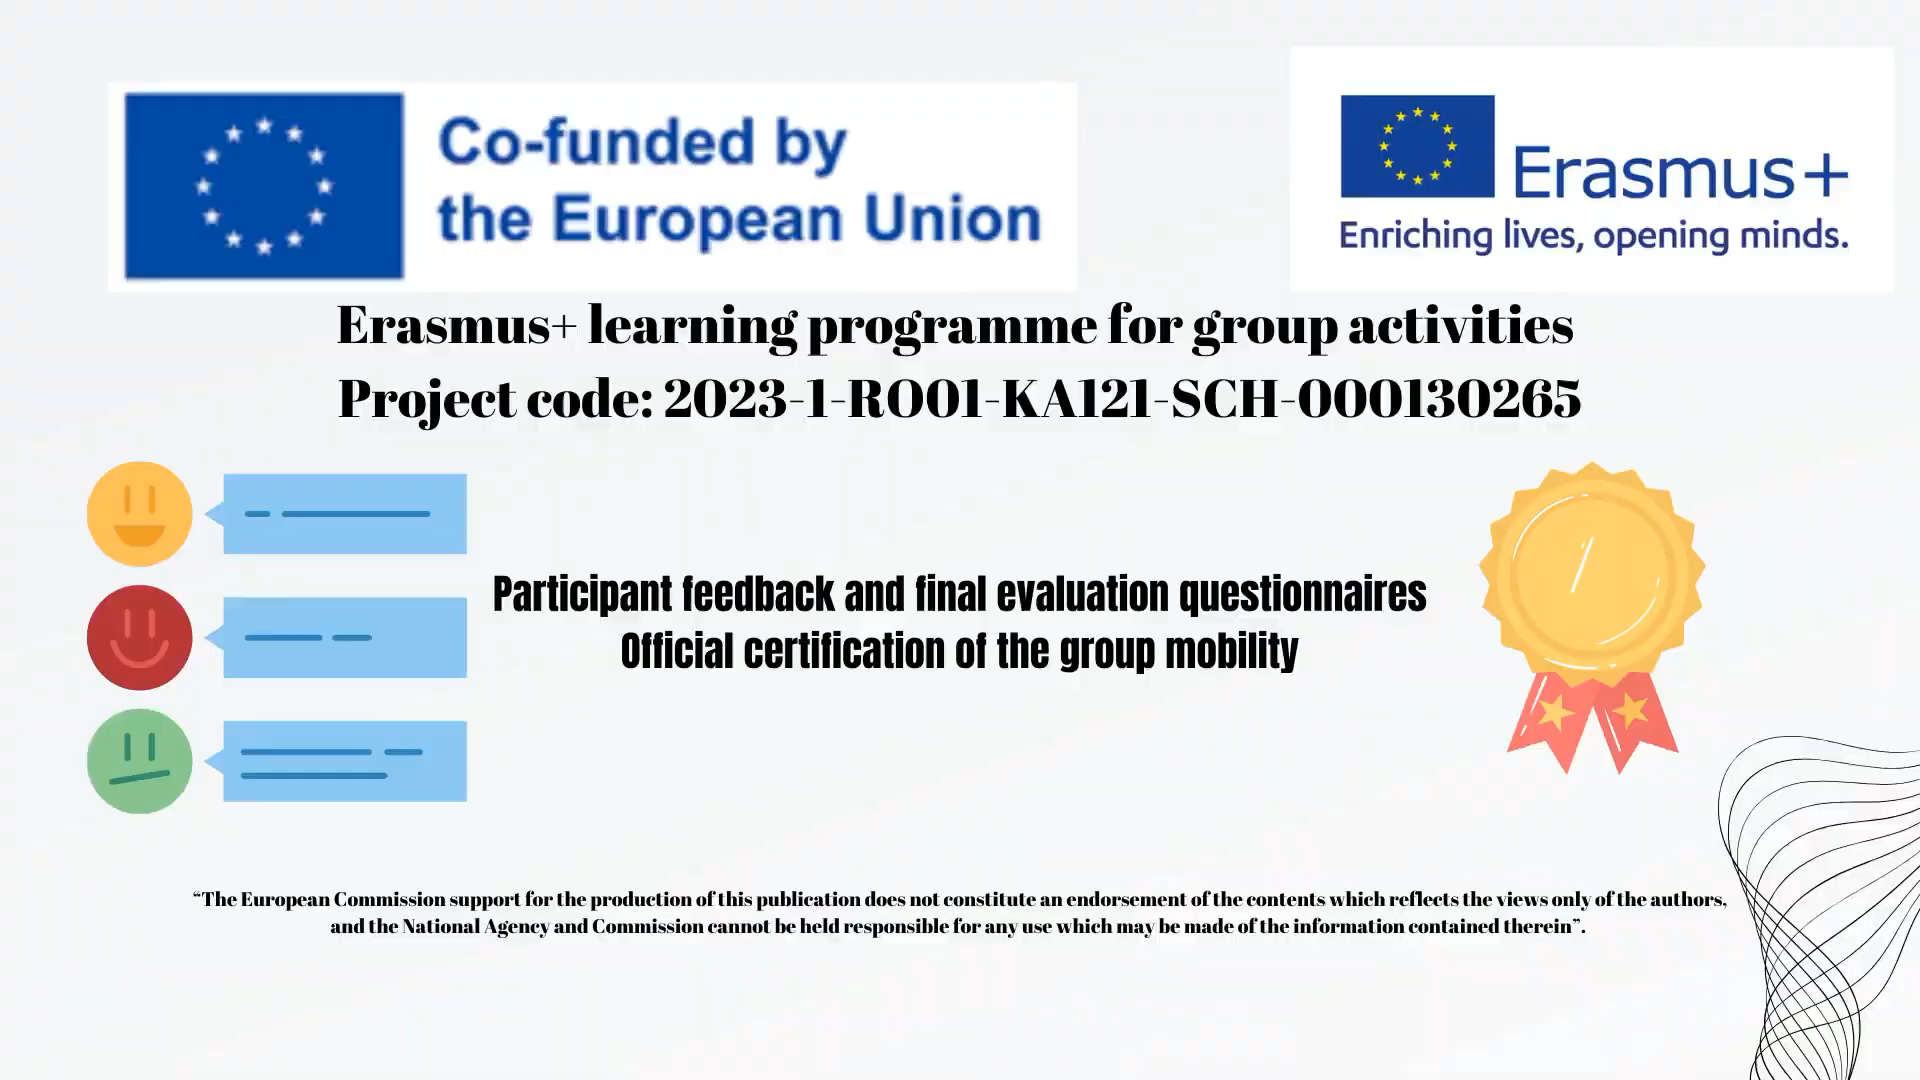 Co-funded by
the European Union
Erasmus+
Enriching lives, opening minds.
Erasmus+ learning programme for group activities
Project code: 2023-1-RO01-KA121-SCH-000130265
Participant feedback and final evaluation questionnaires
Official certification of the group mobility
“The European Commission support for the production of this publication does not constitute an endorsement of the contents which reflects the views only of the authors,
and the National Agency and Commission cannot be held responsible for any use which may be made of the information contained therein”.